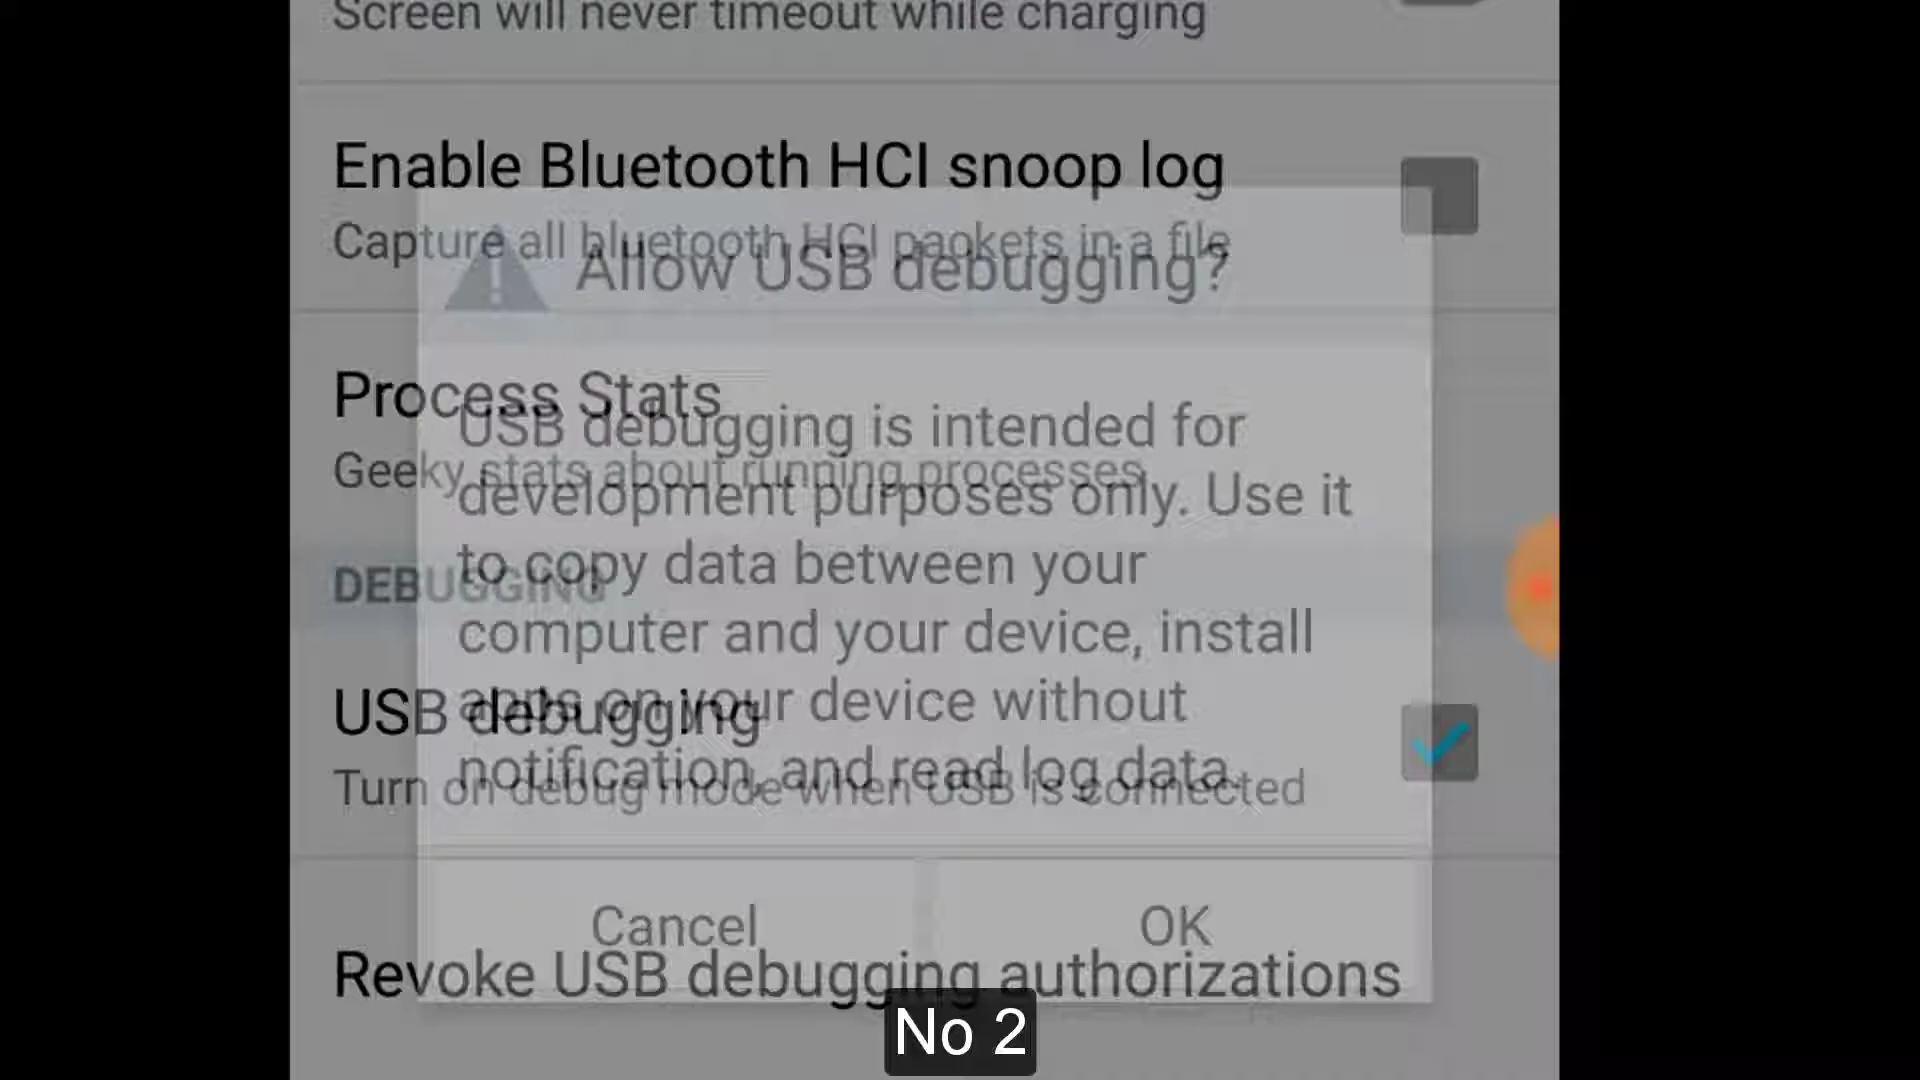 Screen will never timeout while charging
Enable Bluetooth HCI snoop log
Capture all bluetooth HCI packets in a file
Allow USB debugging?
Process Stats
USB debugging is intended for
Geeky stats about running processes
development purposes only. Use it
to copy data between your
DEBUGGING
computer and your device, install
apps on your device without
USB debugging
notification, and read log data.
Turn on debug mode when USB is connected
Cancel
OK
Revoke USB debugging authorizations
No 2